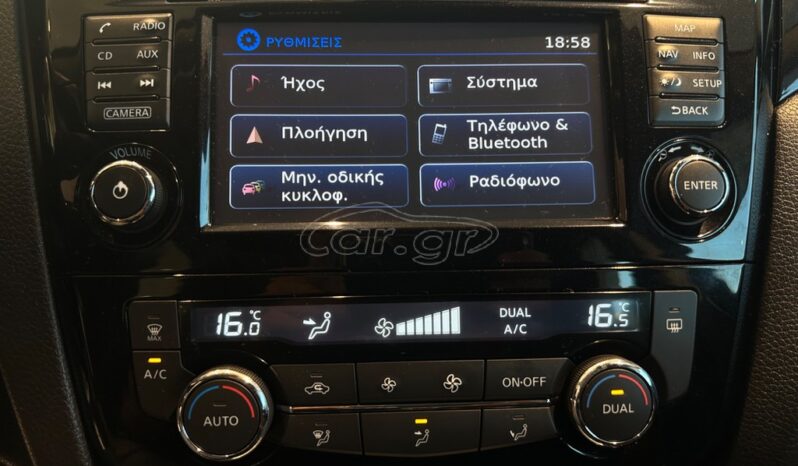 RADIO
CD AUX
CAMERA
VOLUME
ΡΥΘΜΙΣΕΙΣ 18:58
Ήχος
Σύστημα
Πλοήγηση
Τηλέφωνο &
Bluetooth
Μην. οδικής
κυκλοφ.
Ραδιόφωνο
MAP
NAV INFO
SETUP
BACK
ENTER
car.gr
16.0 °C
DUAL
A/C
16.5 °C
MAX
A/C
AUTO
ON·OFF
DUAL